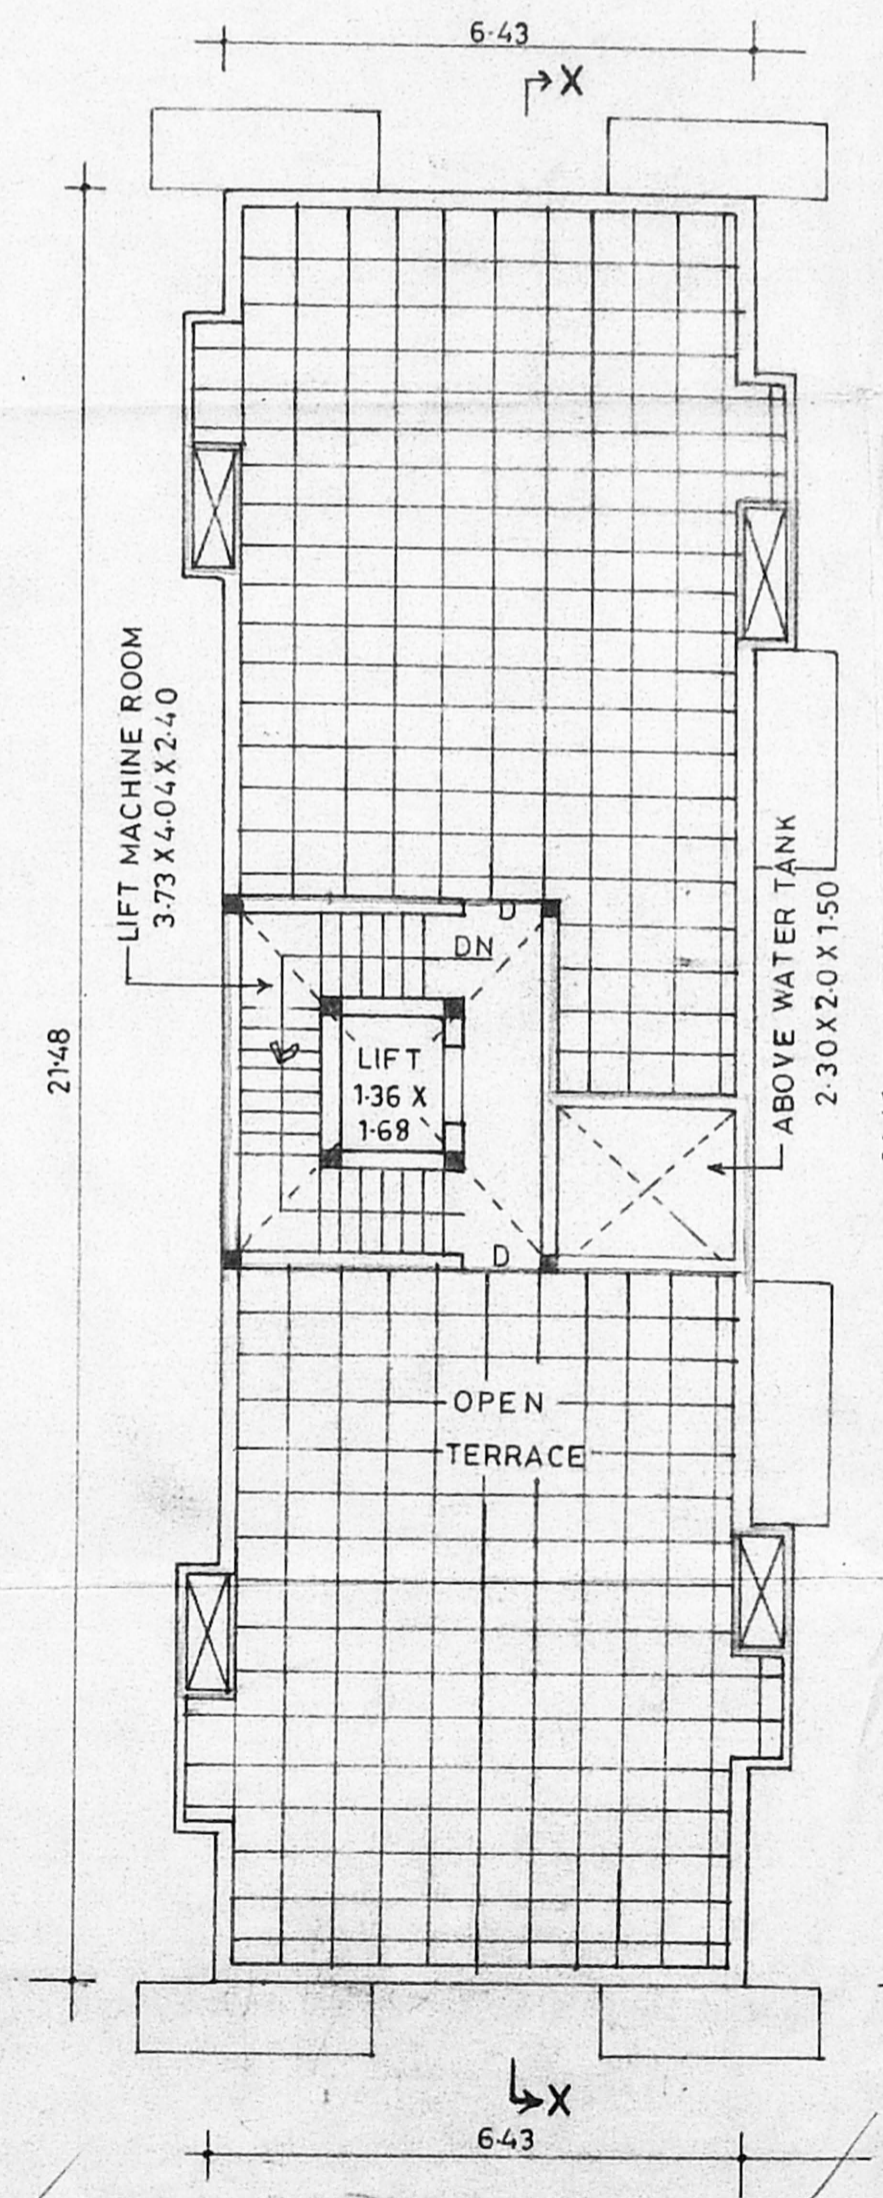 6·43
X
LIFT MACHINE ROOM
3.73 X 4.04 X 2.40
D
DN
LIFT
1·36 X
1·68
21·48
ABOVE WATER TANK
2·30 X 2·0 X 1·50
D
OPEN
TERRACE
X
6·43